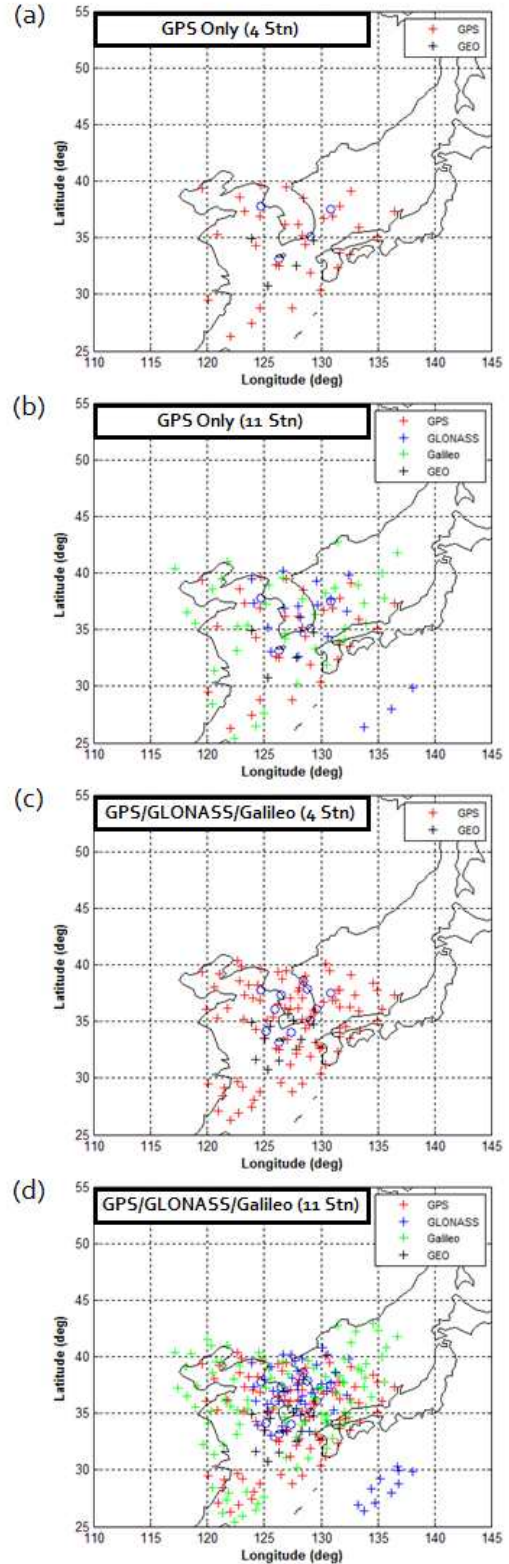 (a)
GPS Only (4 Stn)
GPS
GEO
55
50
45
40
35
30
25
Latitude (deg)
110 115 120 125 130 135 140 145
Longitude (deg)
(b)
GPS Only (11 Stn)
GPS
GLONASS
Galileo
GEO
55
50
45
40
35
30
25
Latitude (deg)
110 115 120 125 130 135 140 145
Longitude (deg)
(c)
GPS/GLONASS/Galileo (4 Stn)
GPS
GEO
55
50
45
40
35
30
25
Latitude (deg)
110 115 120 125 130 135 140 145
Longitude (deg)
(d)
GPS/GLONASS/Galileo (11 Stn)
GPS
GLONASS
Galileo
GEO
55
50
45
40
35
30
25
Latitude (deg)
110 115 120 125 130 135 140 145
Longitude (deg)